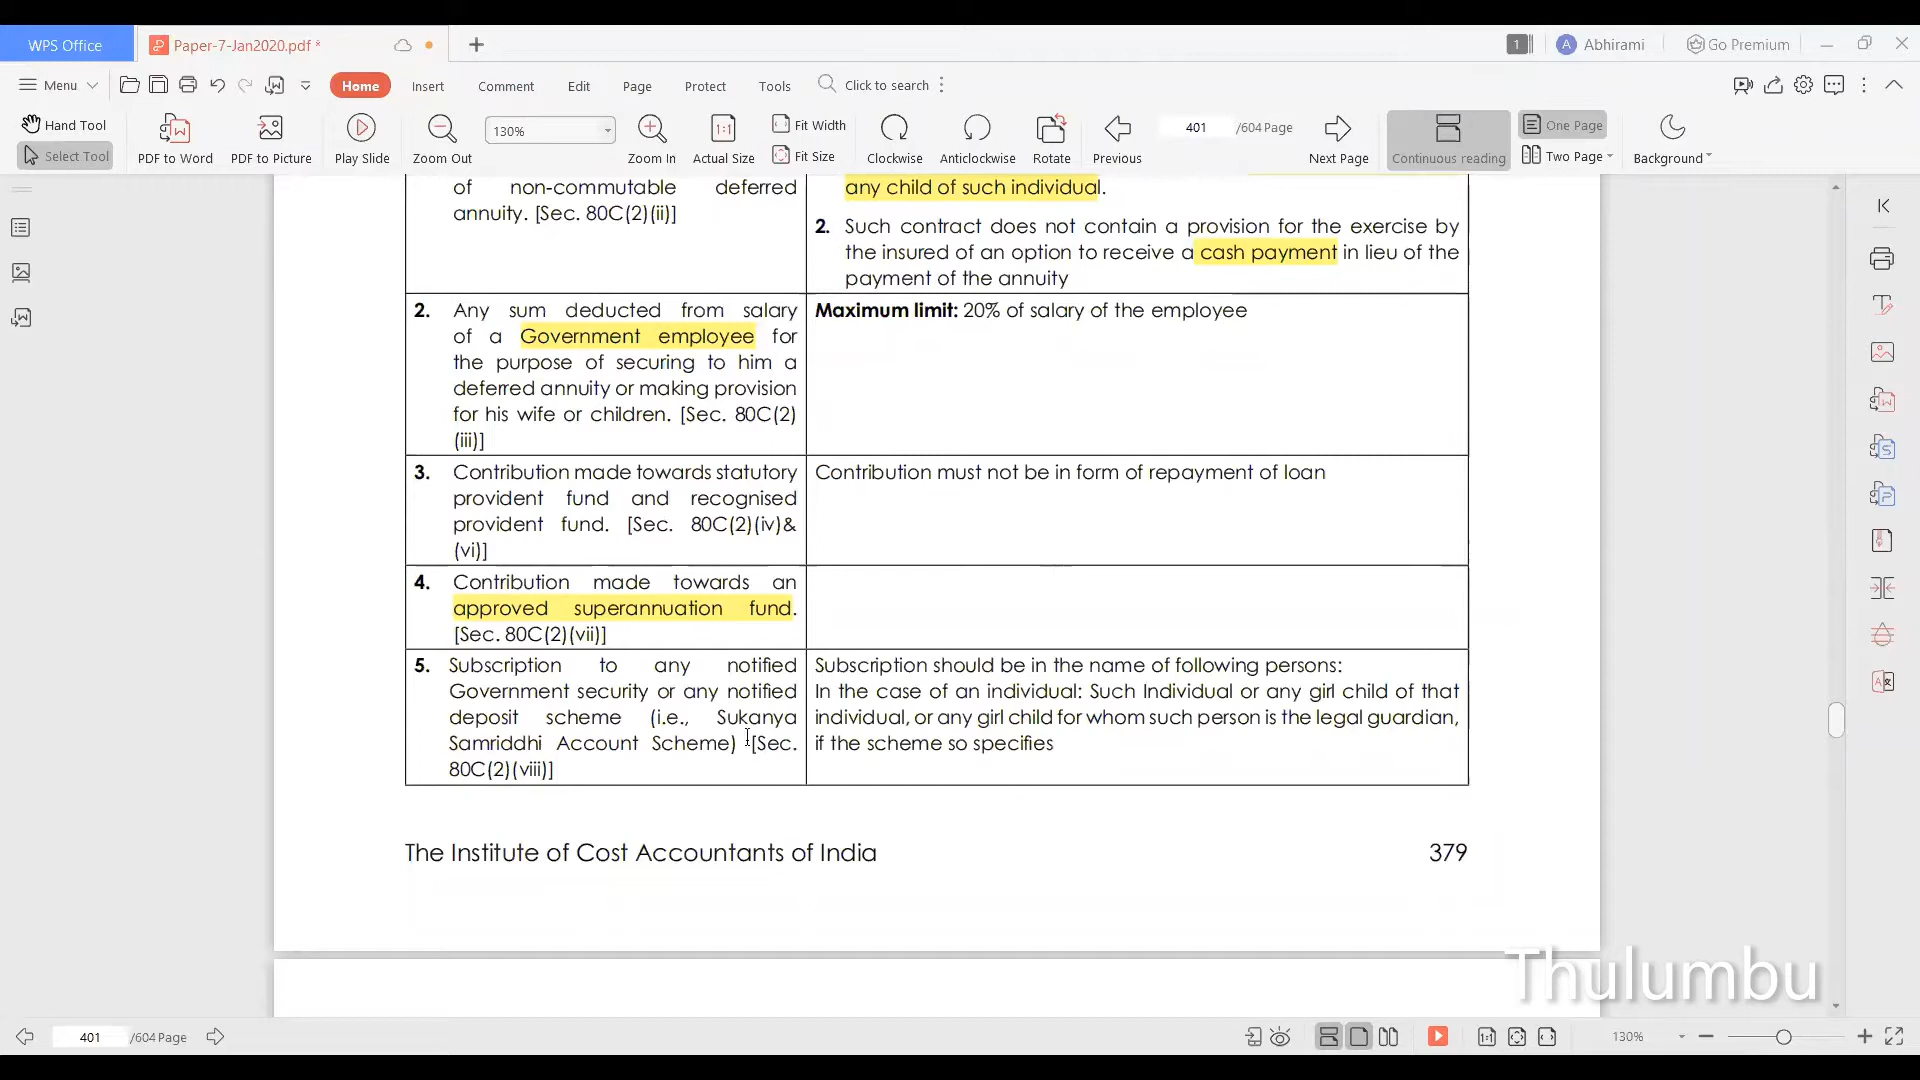 WPS Office
Paper-7-Jan2020.pdf *
1
A Abhirami
Go Premium
Menu
Home
Insert
Comment
Edit
Page
Protect
Tools
Click to search
Hand Tool
Select Tool
PDF to Word
PDF to Picture
Play Slide
Zoom Out
130%
Zoom In
1:1
Actual Size
Fit Width
Fit Size
Clockwise
Anticlockwise
Rotate
Previous
401 /604 Page
Next Page
Continuous reading
One Page
Two Page
Background
of non-commutable deferred
annuity. [Sec. 80C(2)(ii)]
any child of such individual.
2. Such contract does not contain a provision for the exercise by
the insured of an option to receive a cash payment in lieu of the
payment of the annuity
2. Any sum deducted from salary
of a Government employee for
the purpose of securing to him a
deferred annuity or making provision
for his wife or children. [Sec. 80C(2)
(iii)]
Maximum limit: 20% of salary of the employee
3. Contribution made towards statutory
provident fund and recognised
provident fund. [Sec. 80C(2)(iv)&
(vi)]
Contribution must not be in form of repayment of loan
4. Contribution made towards an
approved superannuation fund.
[Sec. 80C(2)(vii)]
5. Subscription to any notified
Government security or any notified
deposit scheme (i.e., Sukanya
Samriddhi Account Scheme) [Sec.
80C(2)(viii)]
Subscription should be in the name of following persons:
In the case of an individual: Such Individual or any girl child of that
individual, or any girl child for whom such person is the legal guardian,
if the scheme so specifies
The Institute of Cost Accountants of India
379
Thulumbu
401 /604 Page
1:1
130%